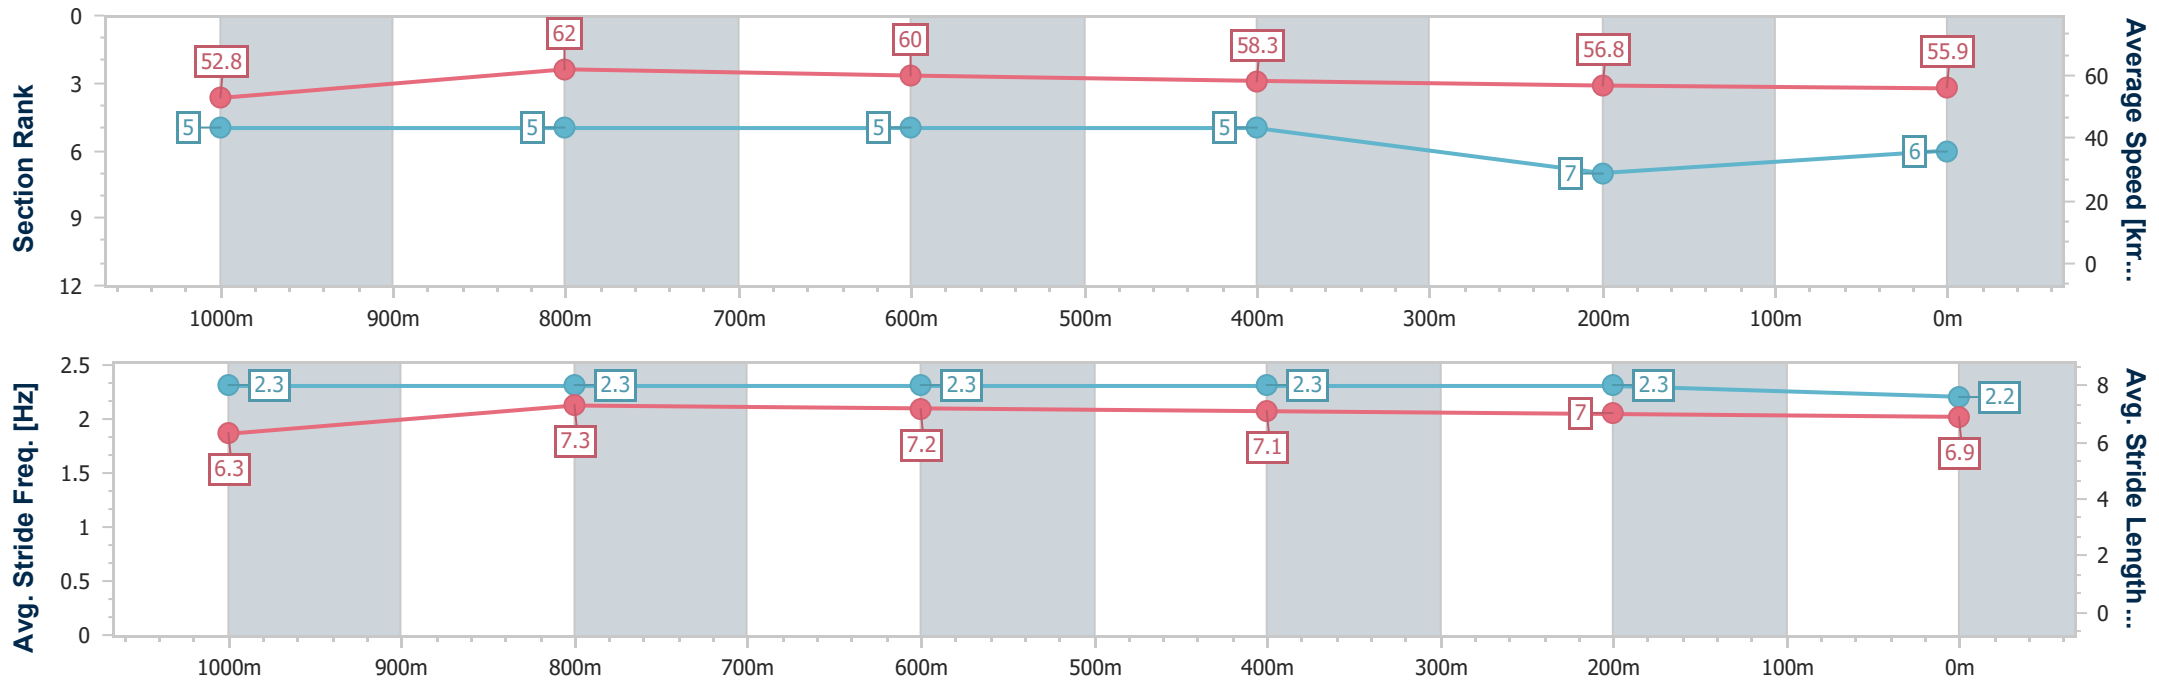 Section Rank
0
3
6
9
12
52.8
62
60
58.3
56.8
55.9
5
5
5
5
7
6
Average Speed [km...
60
40
20
0
1000m
900m
800m
700m
600m
500m
400m
300m
200m
100m
0m
Avg. Stride Freq. [Hz]
2.5
2
1.5
1
0.5
0
2.3
2.3
2.3
2.3
2.3
2.2
6.3
7.3
7.2
7.1
7
6.9
Avg. Stride Length ...
8
6
4
2
0
1000m
900m
800m
700m
600m
500m
400m
300m
200m
100m
0m